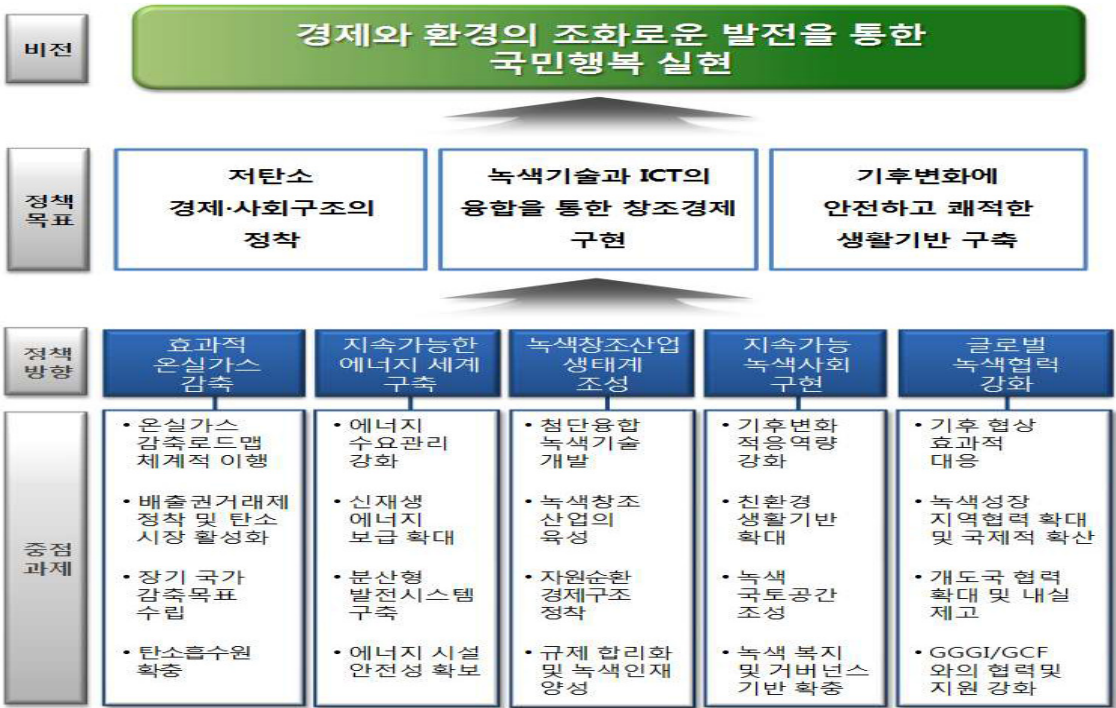 비전
경제와 환경의 조화로운 발전을 통한
국민행복 실현
정책
목표
저탄소
경제·사회구조의
정착
녹색기술과 ICT의
융합을 통한 창조경제
구현
기후변화에
안전하고 쾌적한
생활기반 구축
정책
방향
효과적
온실가스
감축
지속가능한
에너지 세계
구축
녹색창조산업
생태계
조성
지속가능
녹색사회
구현
글로벌
녹색협력
강화
중점
과제
• 온실가스
감축로드맵
체계적 이행
• 배출권거래제
정착 및 탄소
시장 활성화
• 장기 국가
감축목표
수립
• 탄소흡수원
확충
• 에너지
수요관리
강화
• 신재생
에너지
보급 확대
• 분산형
발전시스템
구축
• 에너지 시설
안전성 확보
• 첨단융합
녹색기술
개발
• 녹색창조
산업의
육성
• 자원순환
경제구조
정착
• 규제 합리화
및 녹색인재
양성
• 기후변화
적응역량
강화
• 친환경
생활기반
확대
• 녹색
국토공간
조성
• 녹색 복지
및 거버넌스
기반 확충
• 기후 협상
효과적
대응
• 녹색성장
지역협력 확대
및 국제적 확산
• 개도국 협력
확대 및 내실
제고
• GGGI/GCF
와의 협력및
지원 강화